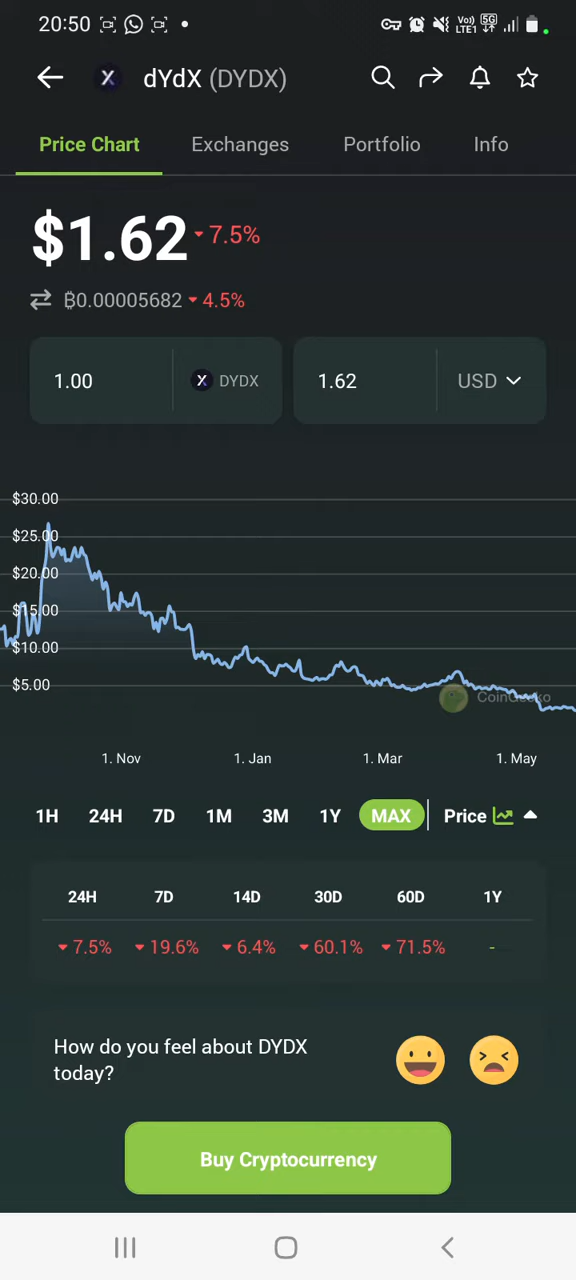 20:50 Vo)) LTE1 5G
dYdX (DYDX)
Price Chart Exchanges Portfolio Info
$1.62 7.5%
₿0.00005682 4.5%
1.00 DYDX 1.62 USD
$30.00
$25.00
$20.00
$15.00
$10.00
$5.00
CoinGecko
1. Nov 1. Jan 1. Mar 1. May
1H 24H 7D 1M 3M 1Y MAX Price
24H 7D 14D 30D 60D 1Y
7.5% 19.6% 6.4% 60.1% 71.5% -
How do you feel about DYDX
today?
Buy Cryptocurrency